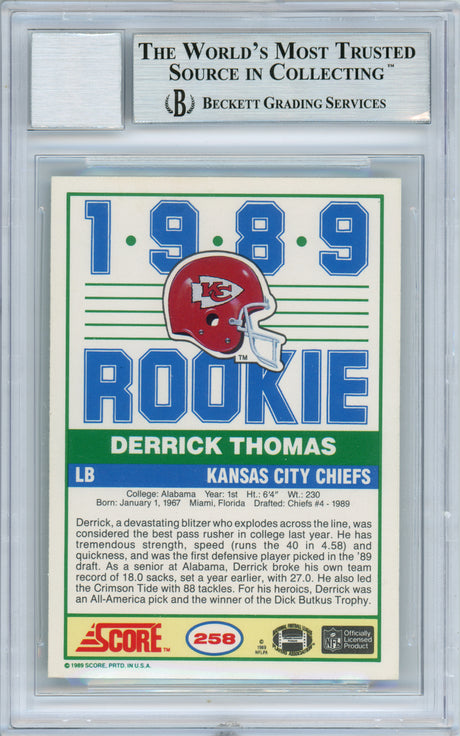 THE WORLD'S MOST TRUSTED
SOURCE IN COLLECTING™
B BECKETT GRADING SERVICES
1·9·8·9
KC
TM
ROOKIE
DERRICK THOMAS
LB KANSAS CITY CHIEFS
College: Alabama Year: 1st Ht.: 6'4" Wt.: 230
Born: January 1, 1967 Miami, Florida Drafted: Chiefs #4 - 1989
Derrick, a devastating blitzer who explodes across the line, was
considered the best pass rusher in college last year. He has
tremendous strength, speed (runs the 40 in 4.58) and
quickness, and was the first defensive player picked in the '89
draft. As a senior at Alabama, Derrick broke his own team
record of 18.0 sacks, set a year earlier, with 27.0. He also led
the Crimson Tide with 88 tackles. For his heroics, Derrick was
an All-America pick and the winner of the Dick Butkus Trophy.
SCORE™ 258
© 1989 NFLPA
NFL
Officially
Licensed
Product
© 1989 SCORE, PRTD. IN U.S.A.